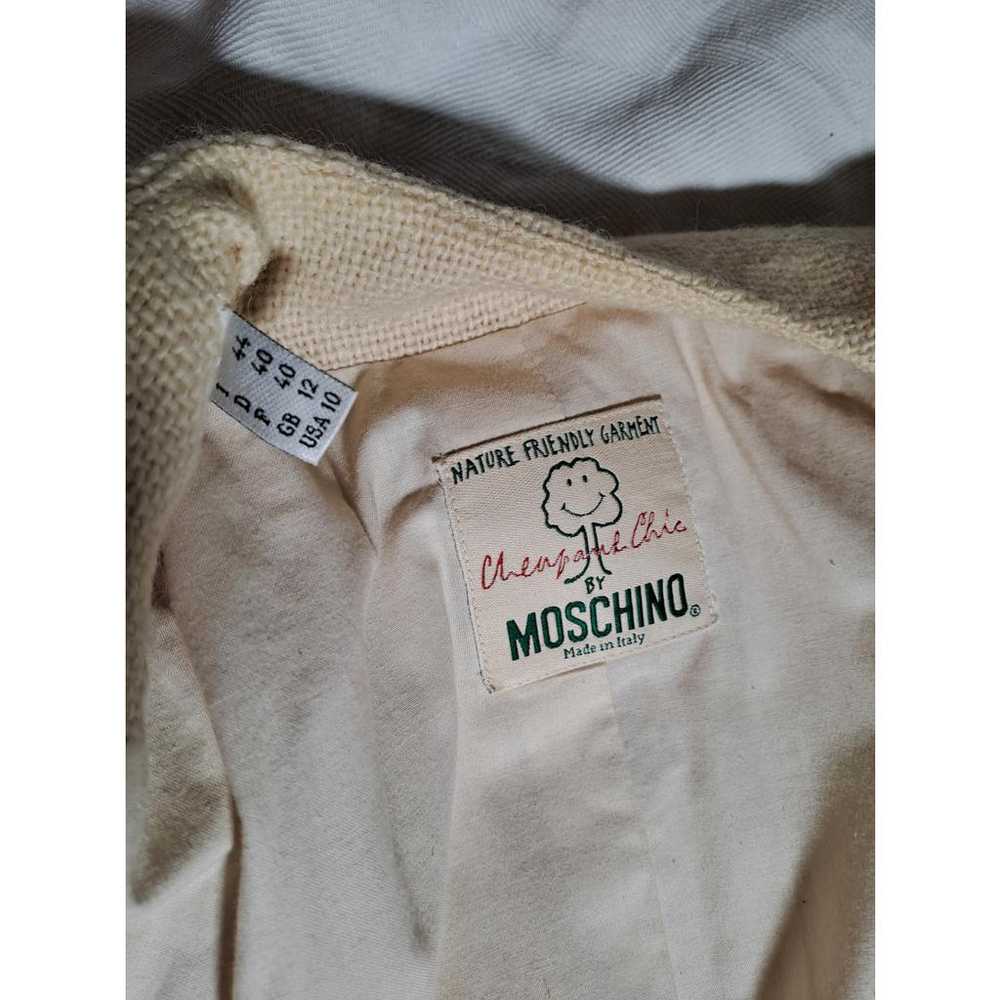 I 44
D 40
F 40
GB 12
USA 10
NATURE FRIENDLY GARMENT
Cheap and Chic
BY
MOSCHINO®
Made in Italy